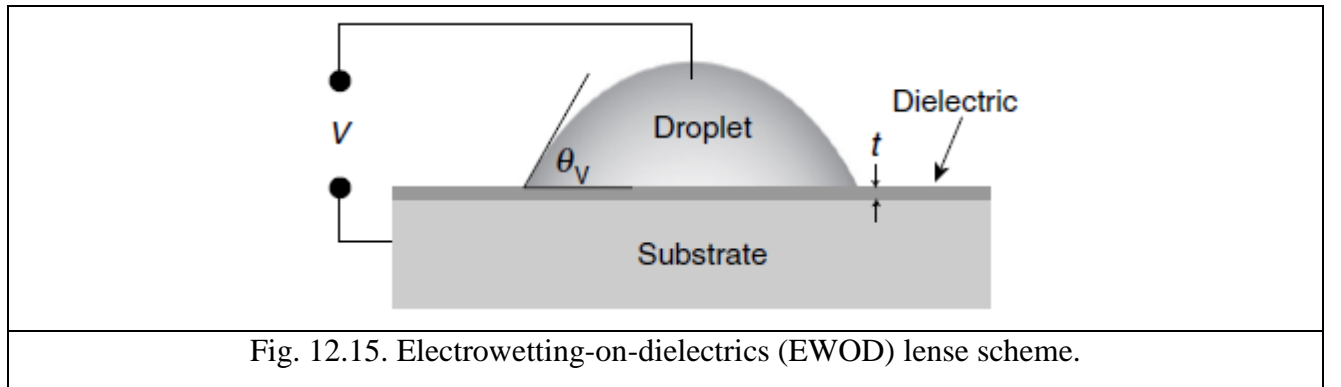 V
Droplet
θV
t
Dielectric
Substrate
Fig. 12.15. Electrowetting-on-dielectrics (EWOD) lense scheme.